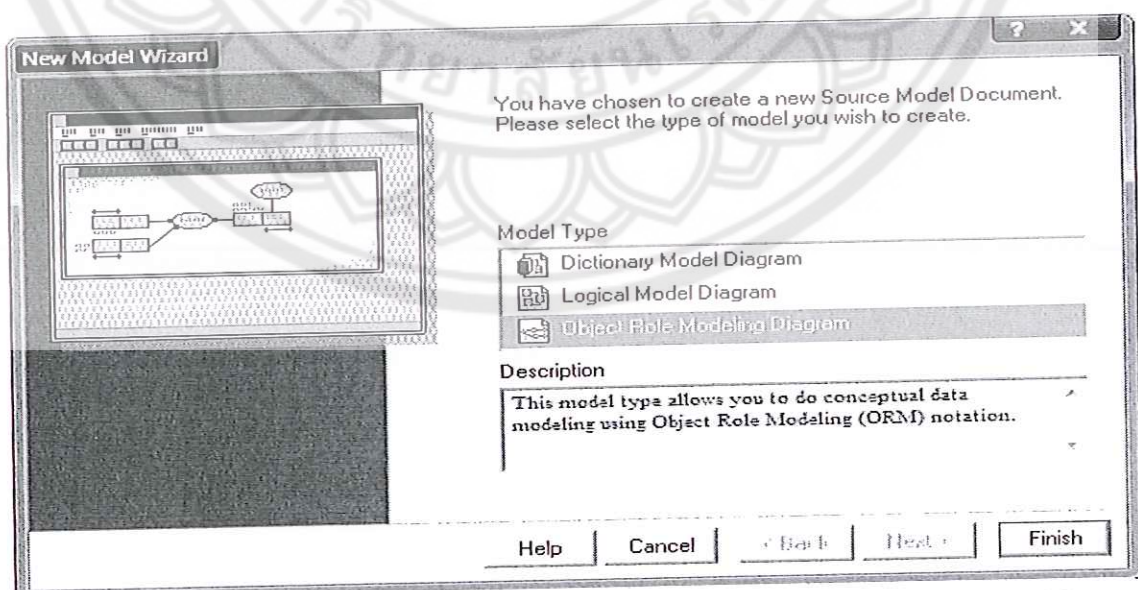 New Model Wizard
You have chosen to create a new Source Model Document.
Please select the type of model you wish to create.
Model Type
Dictionary Model Diagram
Logical Model Diagram
Object Role Modeling Diagram
Description
This model type allows you to do conceptual data
modeling using Object Role Modeling (ORM) notation.
Help
Cancel
< Back
Next >
Finish